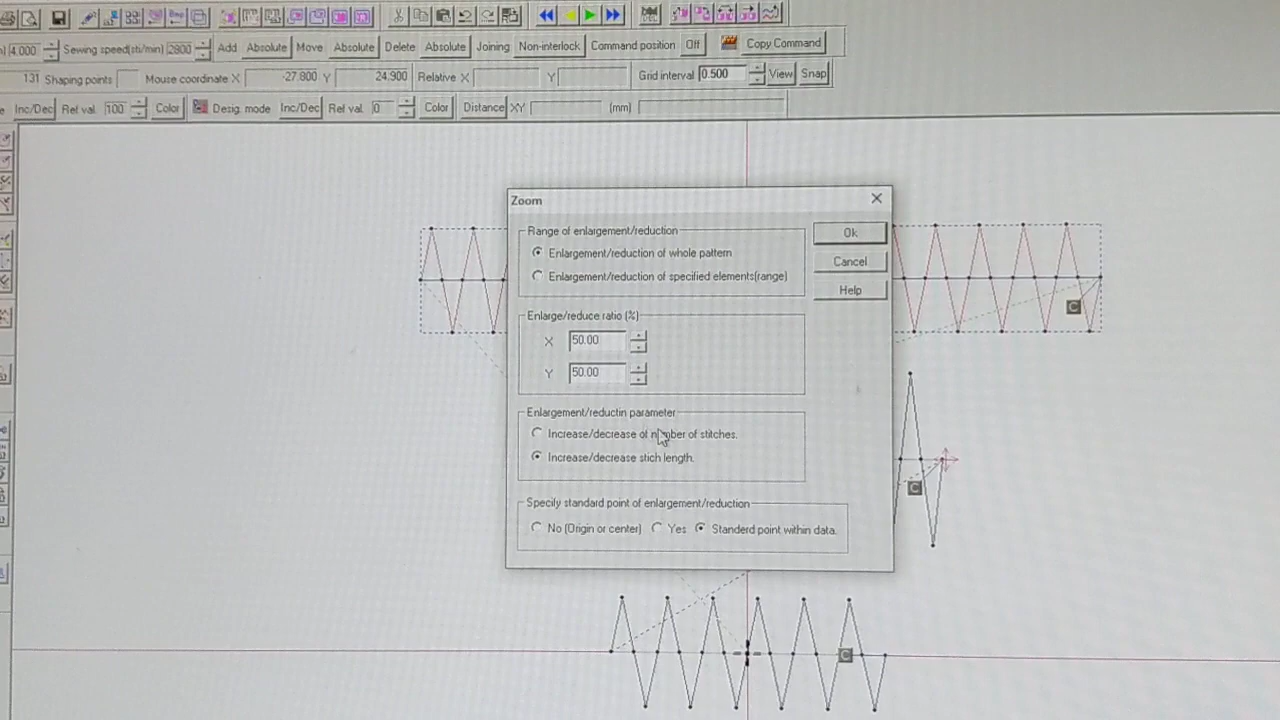 4.000 Sewing speed(sti/min) 2800 Add Absolute Move Absolute Delete Absolute Joining Non-interlock Command position Off Copy Command
131 Shaping points Mouse coordinate X -27.800 Y 24.900 Relative X Y Grid interval 0.500 View Snap
Inc/Dec Ref val. 100 Color Desig. mode Inc/Dec Ref val. 0 Color Distance XY (mm)
Zoom
Range of enlargement/reduction
Enlargement/reduction of whole pattern
Enlargement/reduction of specified elements(range)
Ok
Cancel
Help
Enlarge/reduce ratio (%)
X 50.00
Y 50.00
Enlargement/reductin parameter
Increase/decrease of number of stitches.
Increase/decrease stich length.
Specify standard point of enlargement/reduction
No (Origin or center) Yes Standerd point within data.
C
C
C